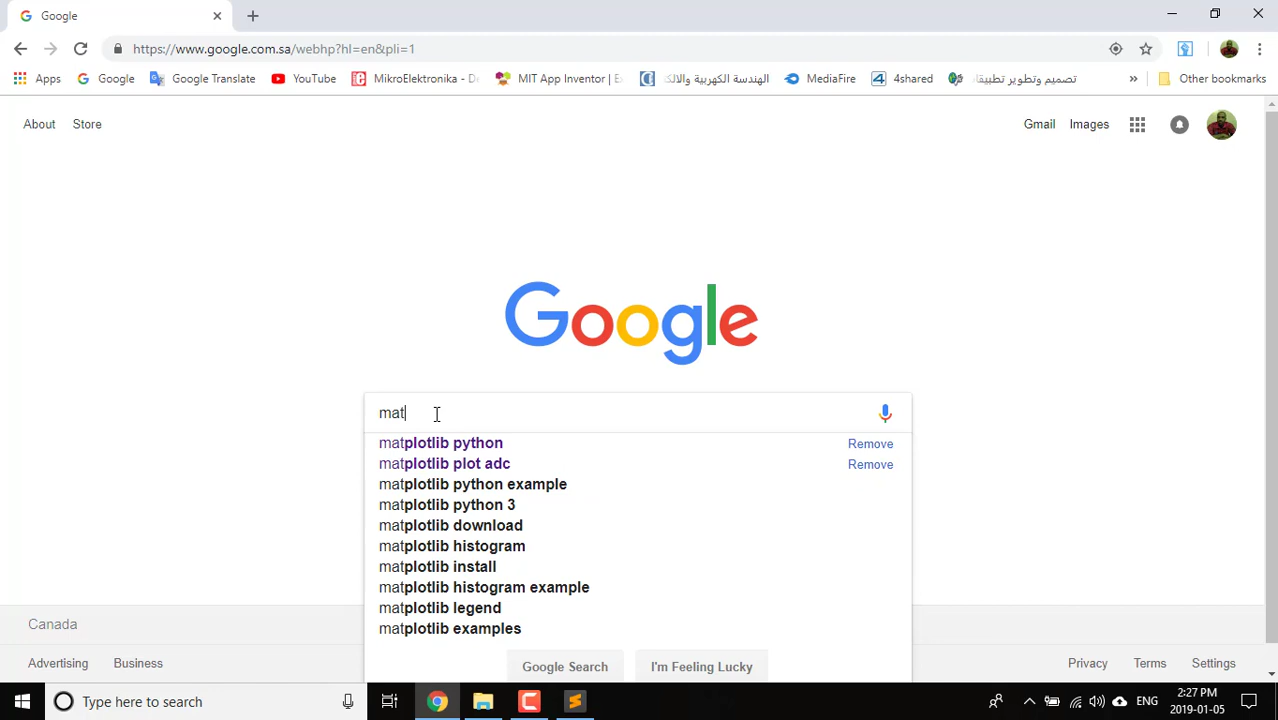 Google
https://www.google.com.sa/webhp?hl=en&pli=1
Apps Google Google Translate YouTube MikroElektronika - De MIT App Inventor | E الهندسة الكهربية والالك MediaFire 4shared تصميم وتطوير تطبيقا » Other bookmarks
About Store Gmail Images
Google
mat
matplotlib python Remove
matplotlib plot adc Remove
matplotlib python example
matplotlib python 3
matplotlib download
matplotlib histogram
matplotlib install
matplotlib histogram example
matplotlib legend
matplotlib examples
Canada
Google Search I'm Feeling Lucky
Advertising Business Privacy Terms Settings
Type here to search ENG 2:27 PM
2019-01-05